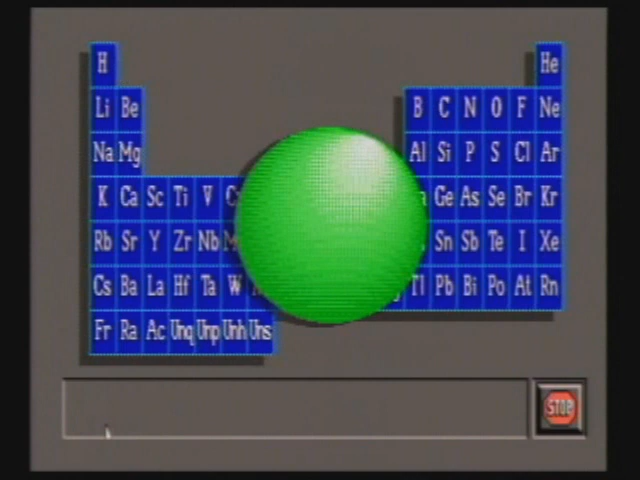 H He
Li Be B C N O F Ne
Na Mg Al Si P S Cl Ar
K Ca Sc Ti V Ge As Se Br Kr
Rb Sr Y Zr Nb Sn Sb Te I Xe
Cs Ba La Hf Ta W Tl Pb Bi Po At Rn
Fr Ra Ac Unq Unp Unh Uns
STOP